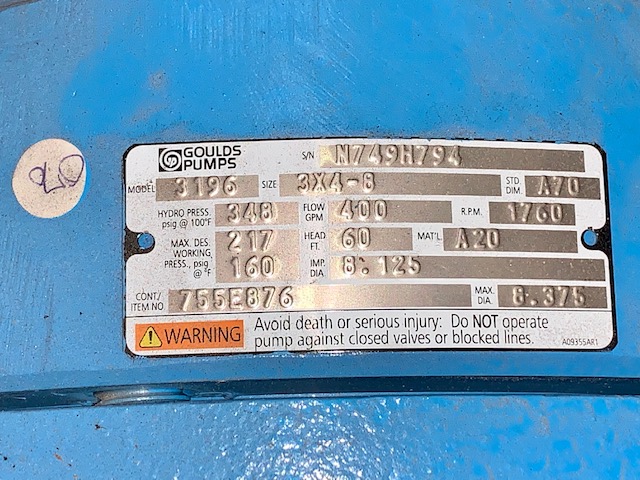 GOULDS PUMPS S/N N749H794
MODEL 3196 SIZE 3X4-8 STD. DIM. A70
HYDRO PRESS. psig @ 100°F 348 FLOW GPM 400 R.P.M. 1760
MAX. DES. WORKING PRESS., psig @ °F 217 160 HEAD FT. 60 MAT'L A20
IMP. DIA 8.125
CONT/ ITEM NO 755E876 MAX. DIA. 8.375
WARNING Avoid death or serious injury: Do NOT operate
pump against closed valves or blocked lines. A09355AR1